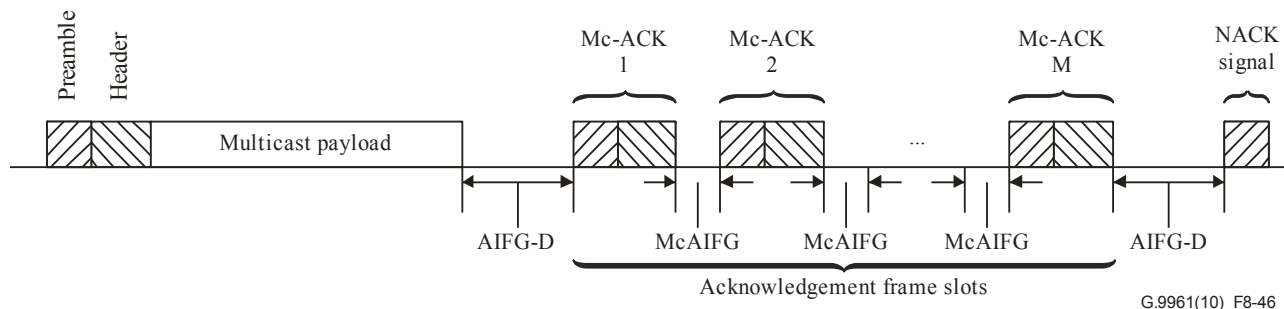 Preamble
Header
Mc-ACK
1
Mc-ACK
2
Mc-ACK
M
NACK
signal
Multicast payload
...
AIFG-D
McAIFG
McAIFG
McAIFG
AIFG-D
Acknowledgement frame slots
G.9961(10)_F8-46